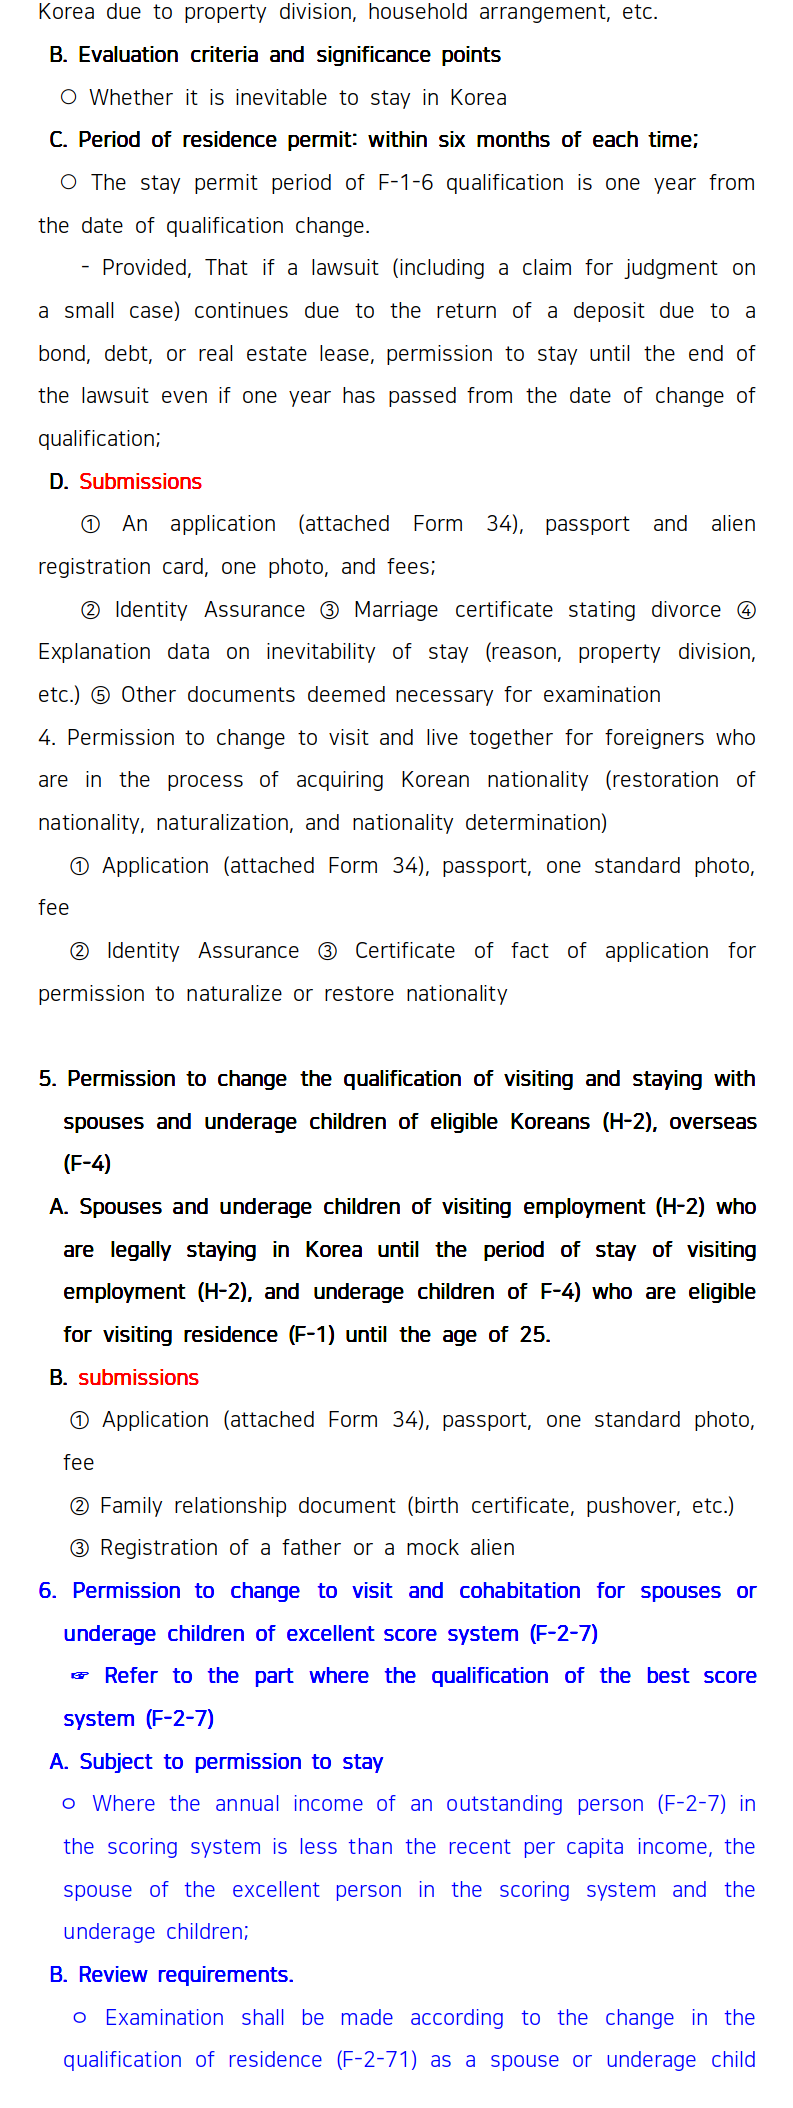 Korea due to property division, household arrangement, etc.
B. Evaluation criteria and significance points
○ Whether it is inevitable to stay in Korea
C. Period of residence permit: within six months of each time;
○ The stay permit period of F-1-6 qualification is one year from
the date of qualification change.
- Provided, That if a lawsuit (including a claim for judgment on
a small case) continues due to the return of a deposit due to a
bond, debt, or real estate lease, permission to stay until the end of
the lawsuit even if one year has passed from the date of change of
qualification;
D. Submissions
① An application (attached Form 34), passport and alien
registration card, one photo, and fees;
② Identity Assurance ③ Marriage certificate stating divorce ④
Explanation data on inevitability of stay (reason, property division,
etc.) ⑤ Other documents deemed necessary for examination
4. Permission to change to visit and live together for foreigners who
are in the process of acquiring Korean nationality (restoration of
nationality, naturalization, and nationality determination)
① Application (attached Form 34), passport, one standard photo,
fee
② Identity Assurance ③ Certificate of fact of application for
permission to naturalize or restore nationality
5. Permission to change the qualification of visiting and staying with
spouses and underage children of eligible Koreans (H-2), overseas
(F-4)
A. Spouses and underage children of visiting employment (H-2) who
are legally staying in Korea until the period of stay of visiting
employment (H-2), and underage children of F-4) who are eligible
for visiting residence (F-1) until the age of 25.
B. submissions
① Application (attached Form 34), passport, one standard photo,
fee
② Family relationship document (birth certificate, pushover, etc.)
③ Registration of a father or a mock alien
6. Permission to change to visit and cohabitation for spouses or
underage children of excellent score system (F-2-7)
☞ Refer to the part where the qualification of the best score
system (F-2-7)
A. Subject to permission to stay
○ Where the annual income of an outstanding person (F-2-7) in
the scoring system is less than the recent per capita income, the
spouse of the excellent person in the scoring system and the
underage children;
B. Review requirements.
○ Examination shall be made according to the change in the
qualification of residence (F-2-71) as a spouse or underage child